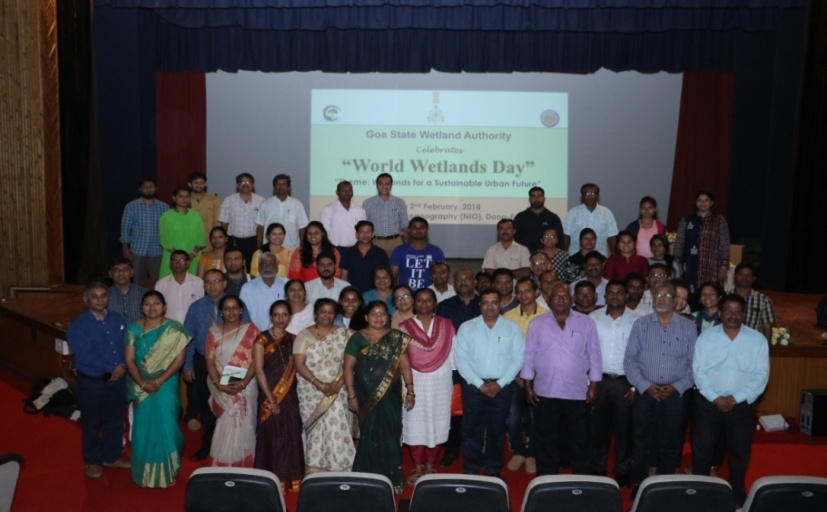 Goa State Wetland Authority
Celebrates
"World Wetlands Day"
"Theme: Wetlands for a Sustainable Urban Future"
2nd February, 2018
(NIO), Dona
LET
IT BE